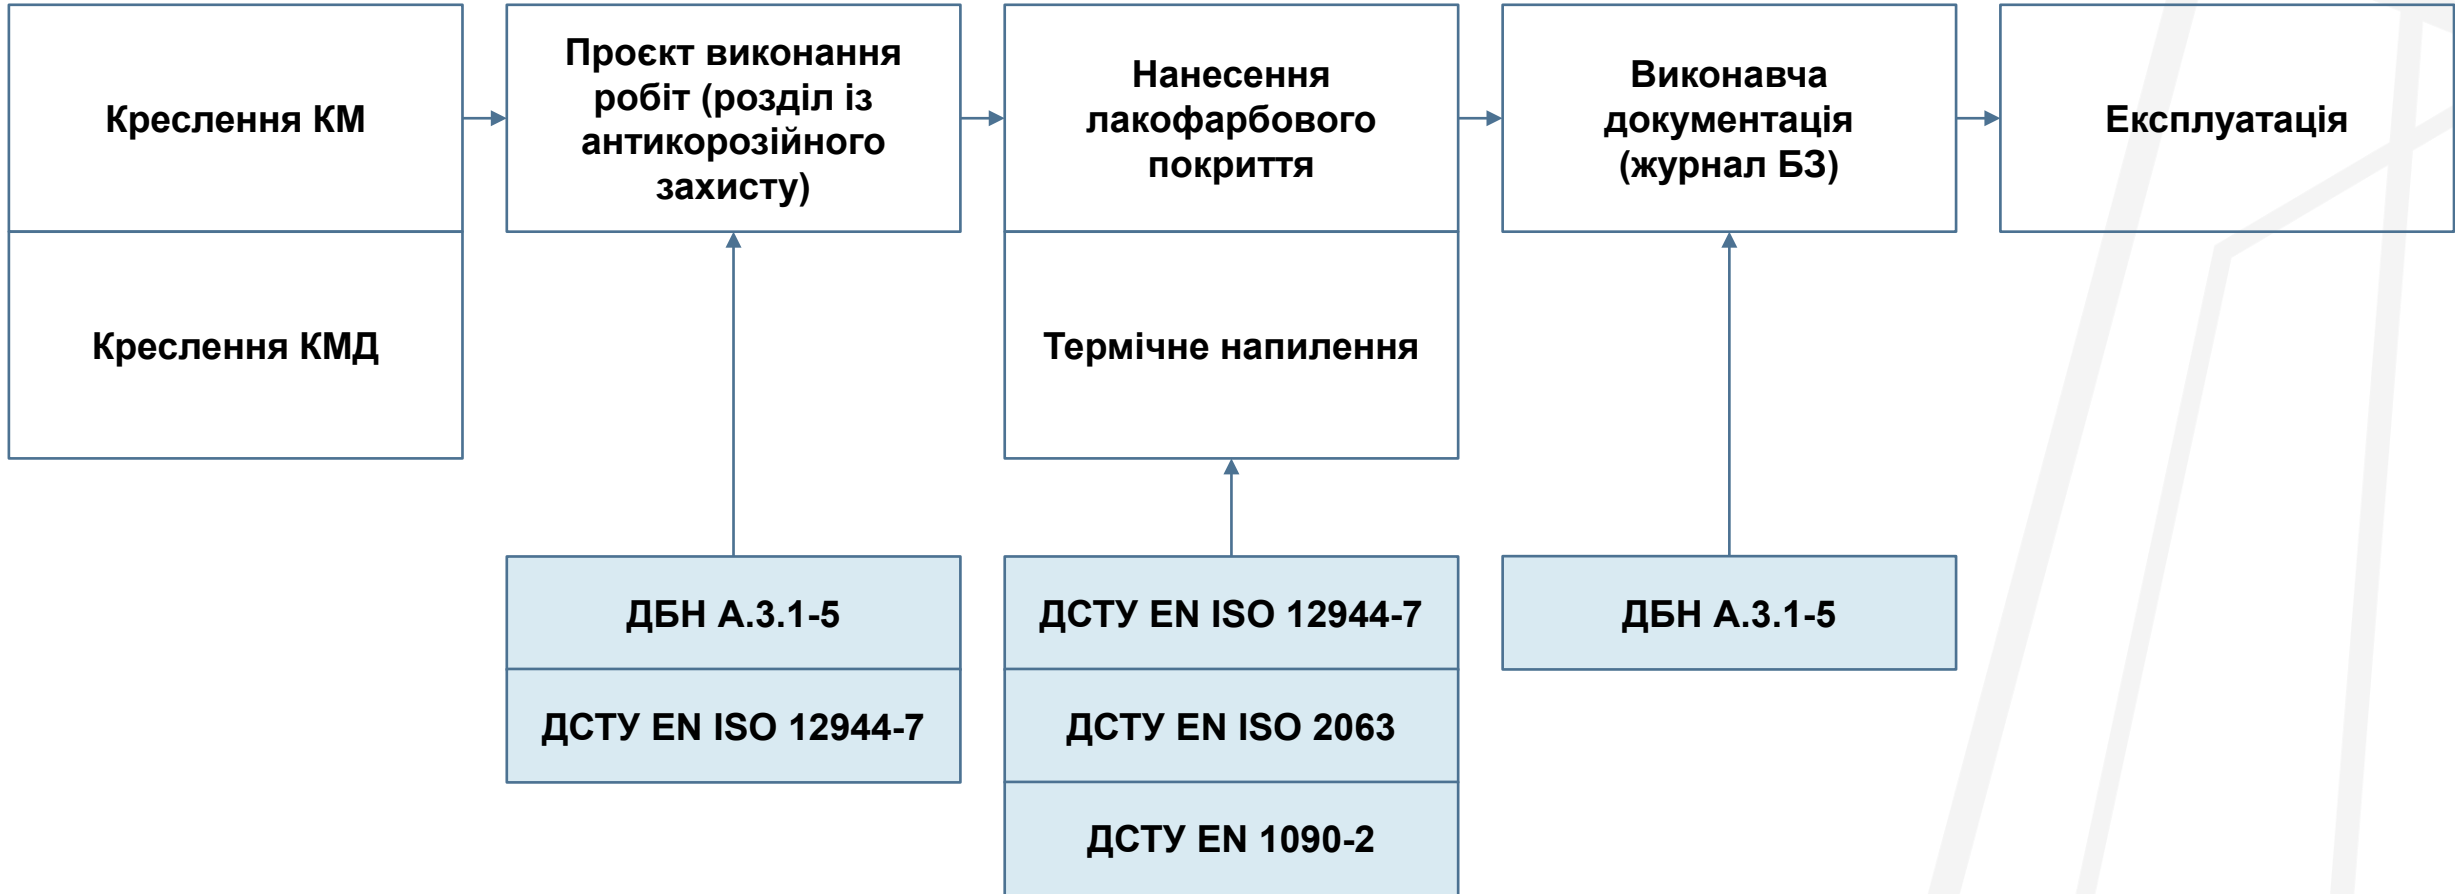 Креслення КМ
Креслення КМД
Проєкт виконання
робіт (розділ із
антикорозійного
захисту)
Нанесення
лакофарбового
покриття
Термічне напилення
Виконавча
документація
(журнал БЗ)
Експлуатація
ДБН А.3.1-5
ДСТУ EN ISO 12944-7
ДСТУ EN ISO 12944-7
ДСТУ EN ISO 2063
ДСТУ EN 1090-2
ДБН А.3.1-5